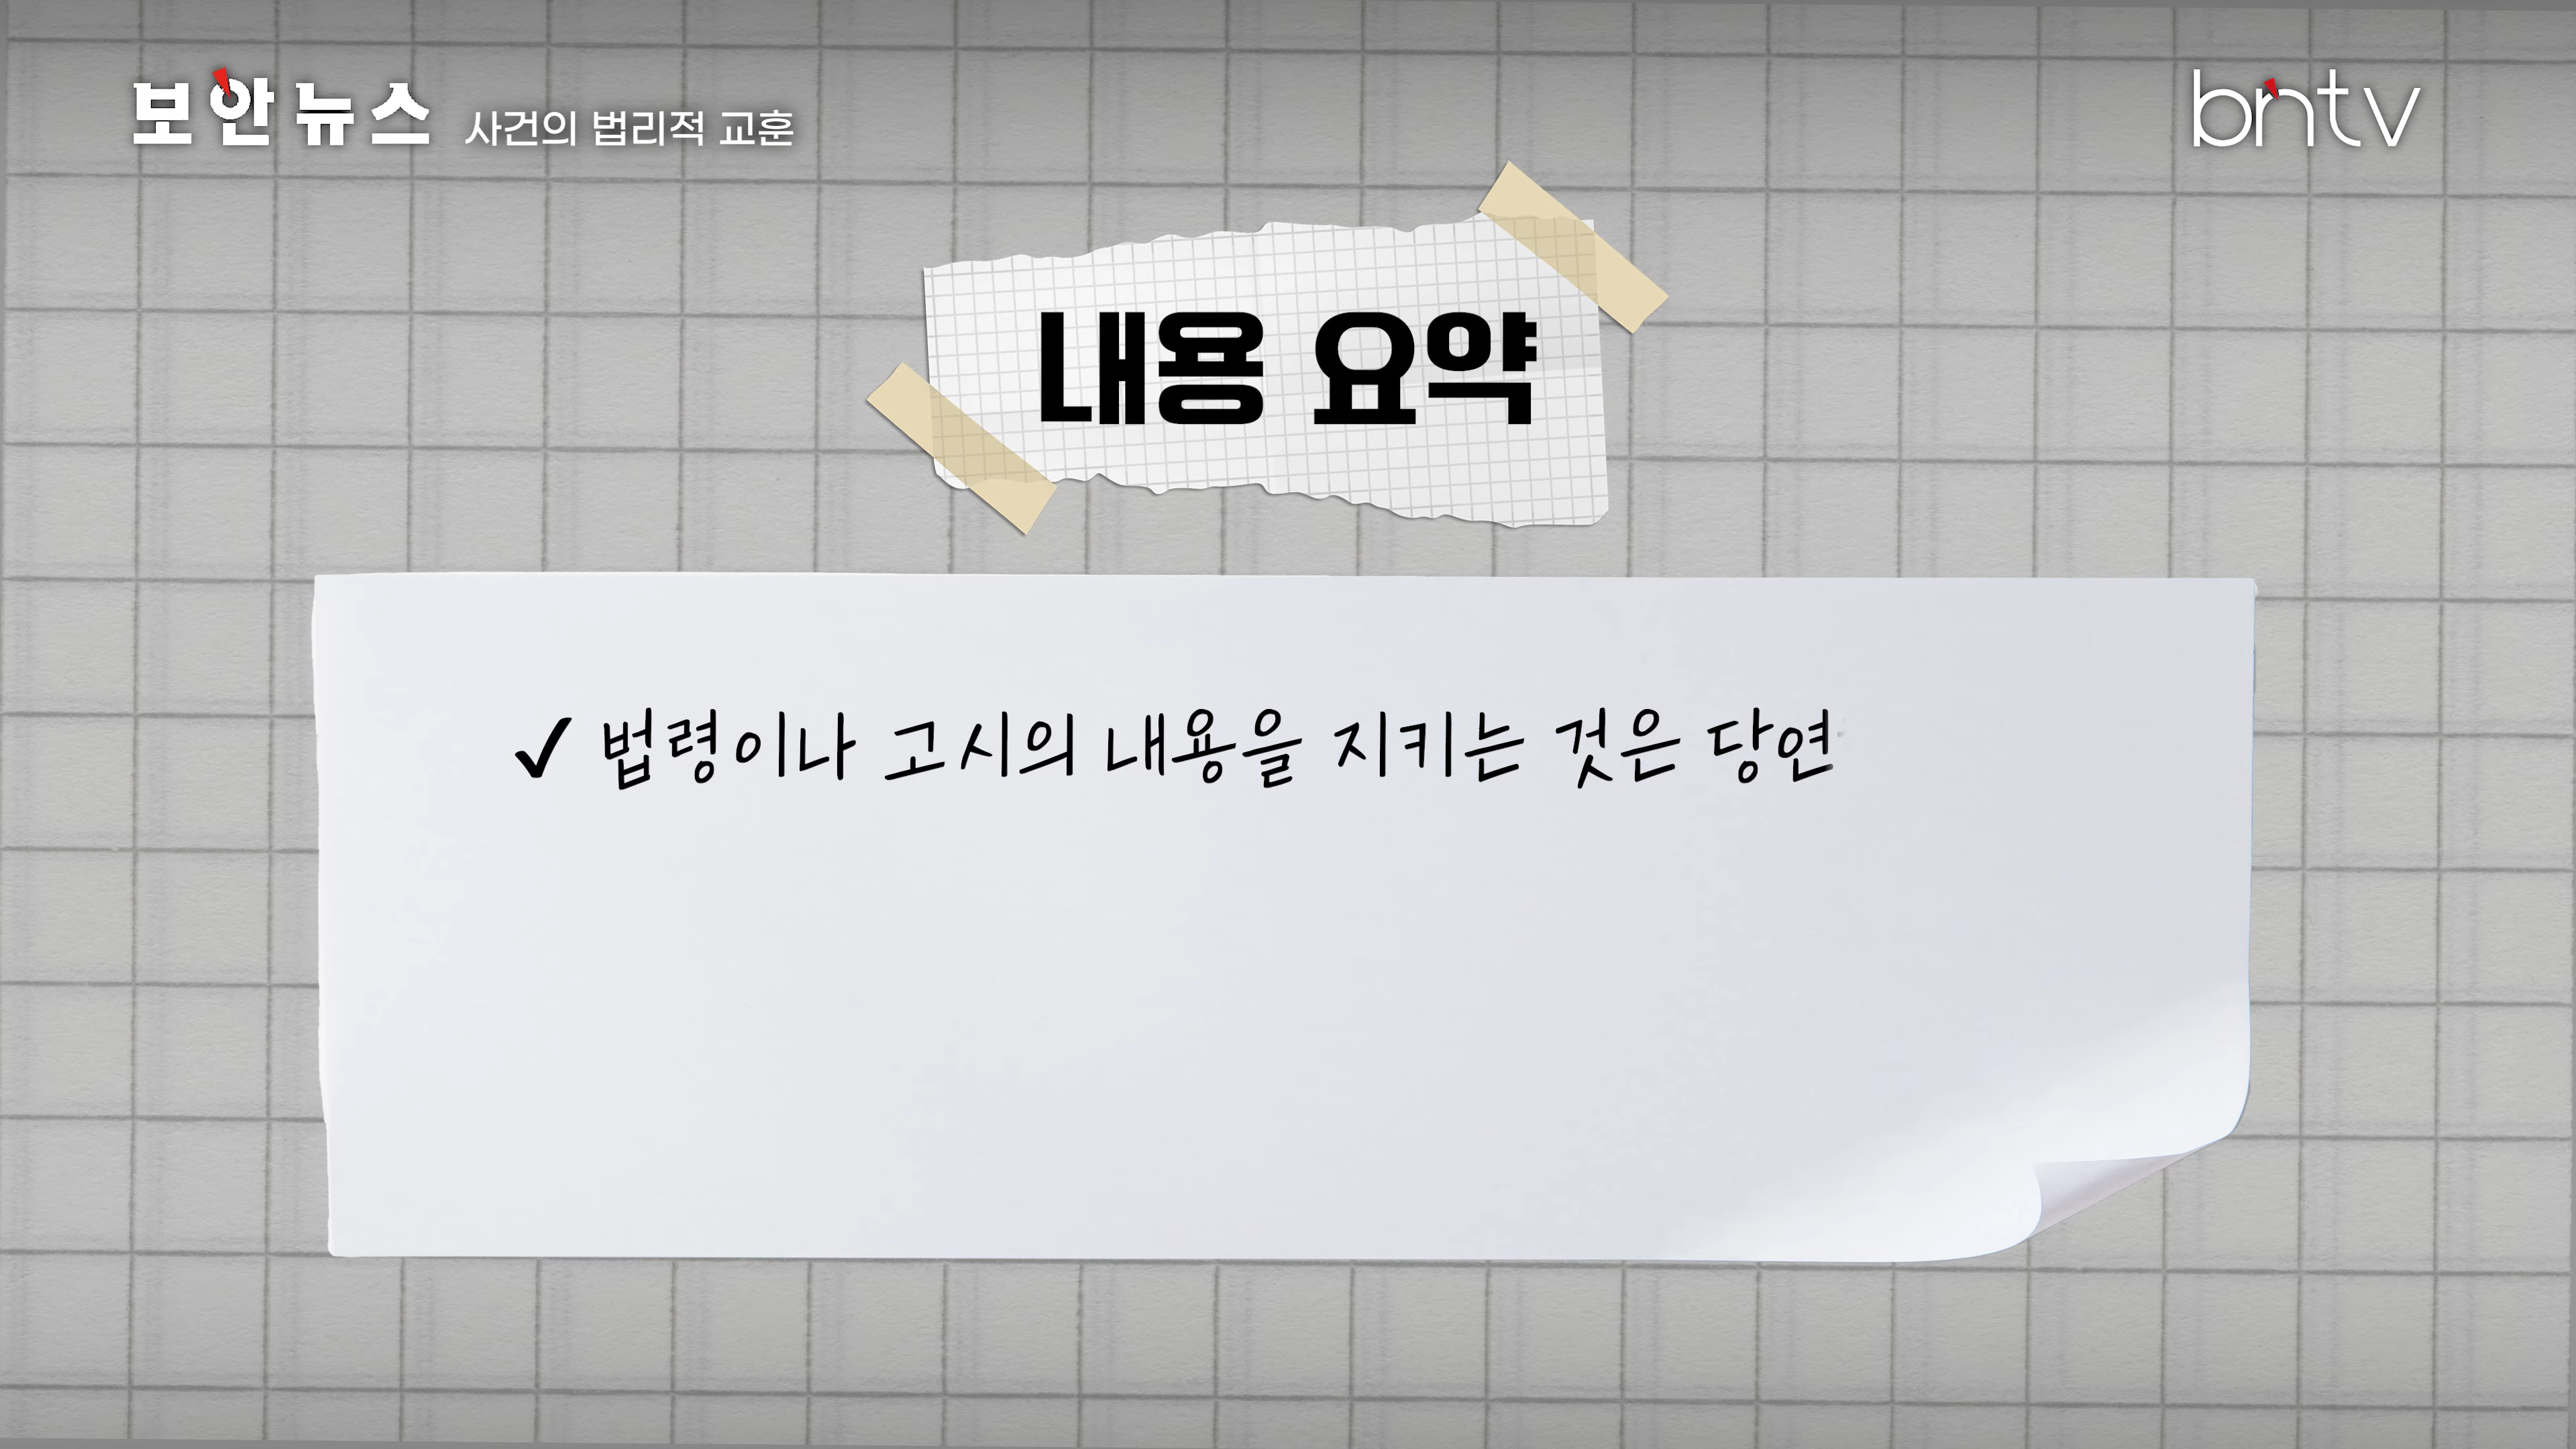 보안뉴스 사건의 법리적 교훈
bntv
내용 요약
✓ 법령이나 고시의 내용을 지키는 것은 당연